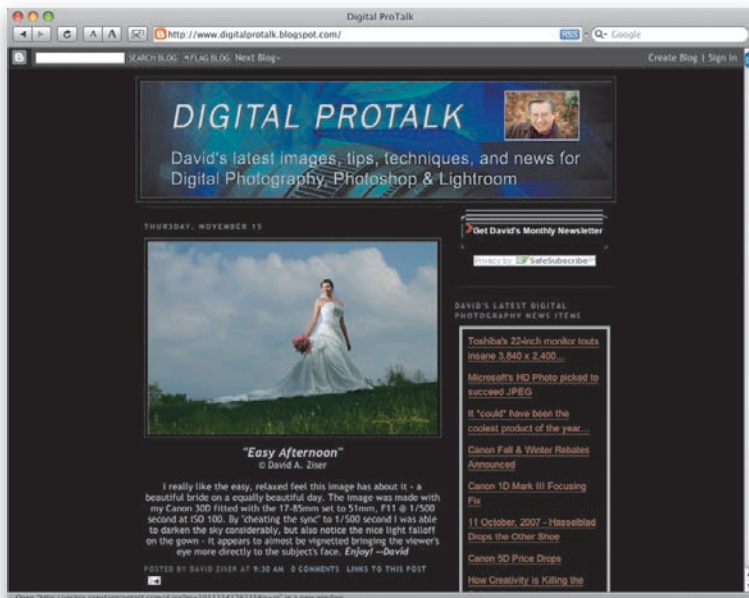 Digital ProTalk
A A http://www.digitalprotalk.blogspot.com/ RSS Google
SEARCH BLOG FLAG BLOG Next Blog» Create Blog | Sign In
DIGITAL PROTALK
David's latest images, tips, techniques, and news for
Digital Photography, Photoshop & Lightroom
THURSDAY, NOVEMBER 15
"Easy Afternoon"
© David A. Ziser
I really like the easy, relaxed feel this image has about it - a
beautiful bride on a equally beautiful day. The image was made with
my Canon 30D fitted with the 17-85mm set to 51mm, F11 @ 1/500
second at ISO 100. By "cheating the sync" to 1/500 second I was able
to darken the sky considerably, but also notice the nice light falloff
on the gown - it appears to almost be vignetted bringing the viewer's
eye more directly to the subject's face. Enjoy! --David
POSTED BY DAVID ZISER AT 9:30 AM 0 COMMENTS LINKS TO THIS POST
Get David's Monthly Newsletter
Privacy by SafeSubscribe
DAVID'S LATEST DIGITAL
PHOTOGRAPHY NEWS ITEMS
Toshiba's 22-inch monitor touts
insane 3,840 x 2,400...
Microsoft's HD Photo picked to
succeed JPEG
It "could" have been the
coolest product of the year...
Canon Fall & Winter Rebates
Announced
Canon 1D Mark III Focusing
Fix
11 October, 2007 - Hasselblad
Drops the Other Shoe
Canon 5D Price Drops
How Creativity is Killing the